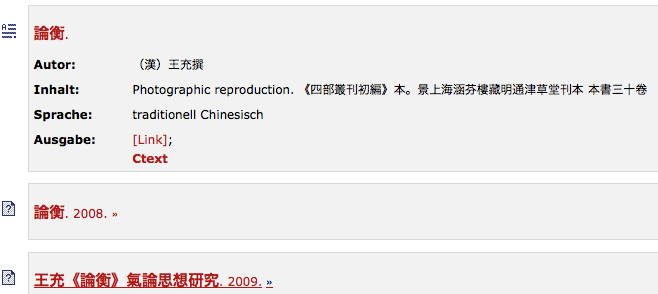 論衡.
Autor: （漢）王充撰
Inhalt: Photographic reproduction. 《四部叢刊初編》本。景上海涵芬樓藏明通津草堂刊本 本書三十卷
Sprache: traditionell Chinesisch
Ausgabe: [Link];
Ctext
論衡. 2008. »
王充《論衡》氣論思想研究. 2009. »